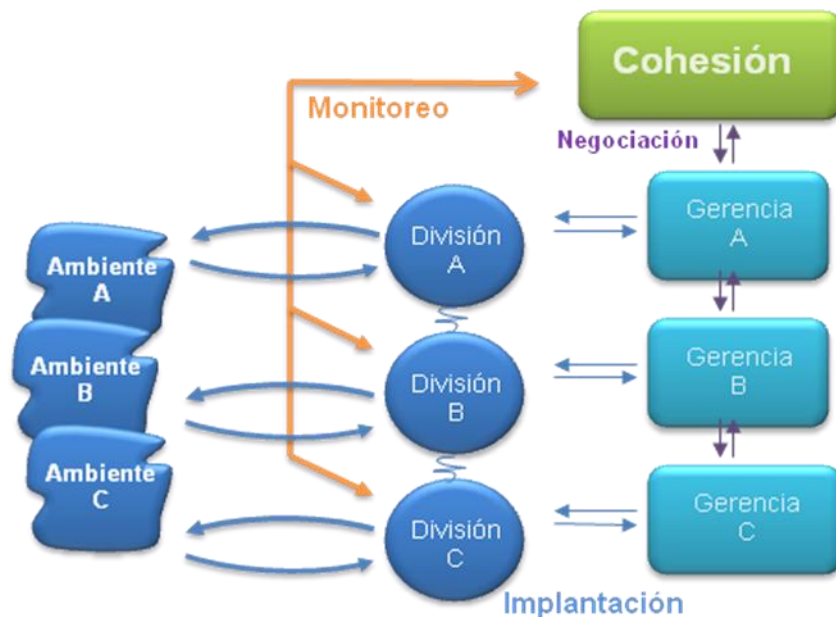 Cohesión
Monitoreo
Negociación
Ambiente
A
División
A
Gerencia
A
Ambiente
B
División
B
Gerencia
B
Ambiente
C
División
C
Gerencia
C
Implantación